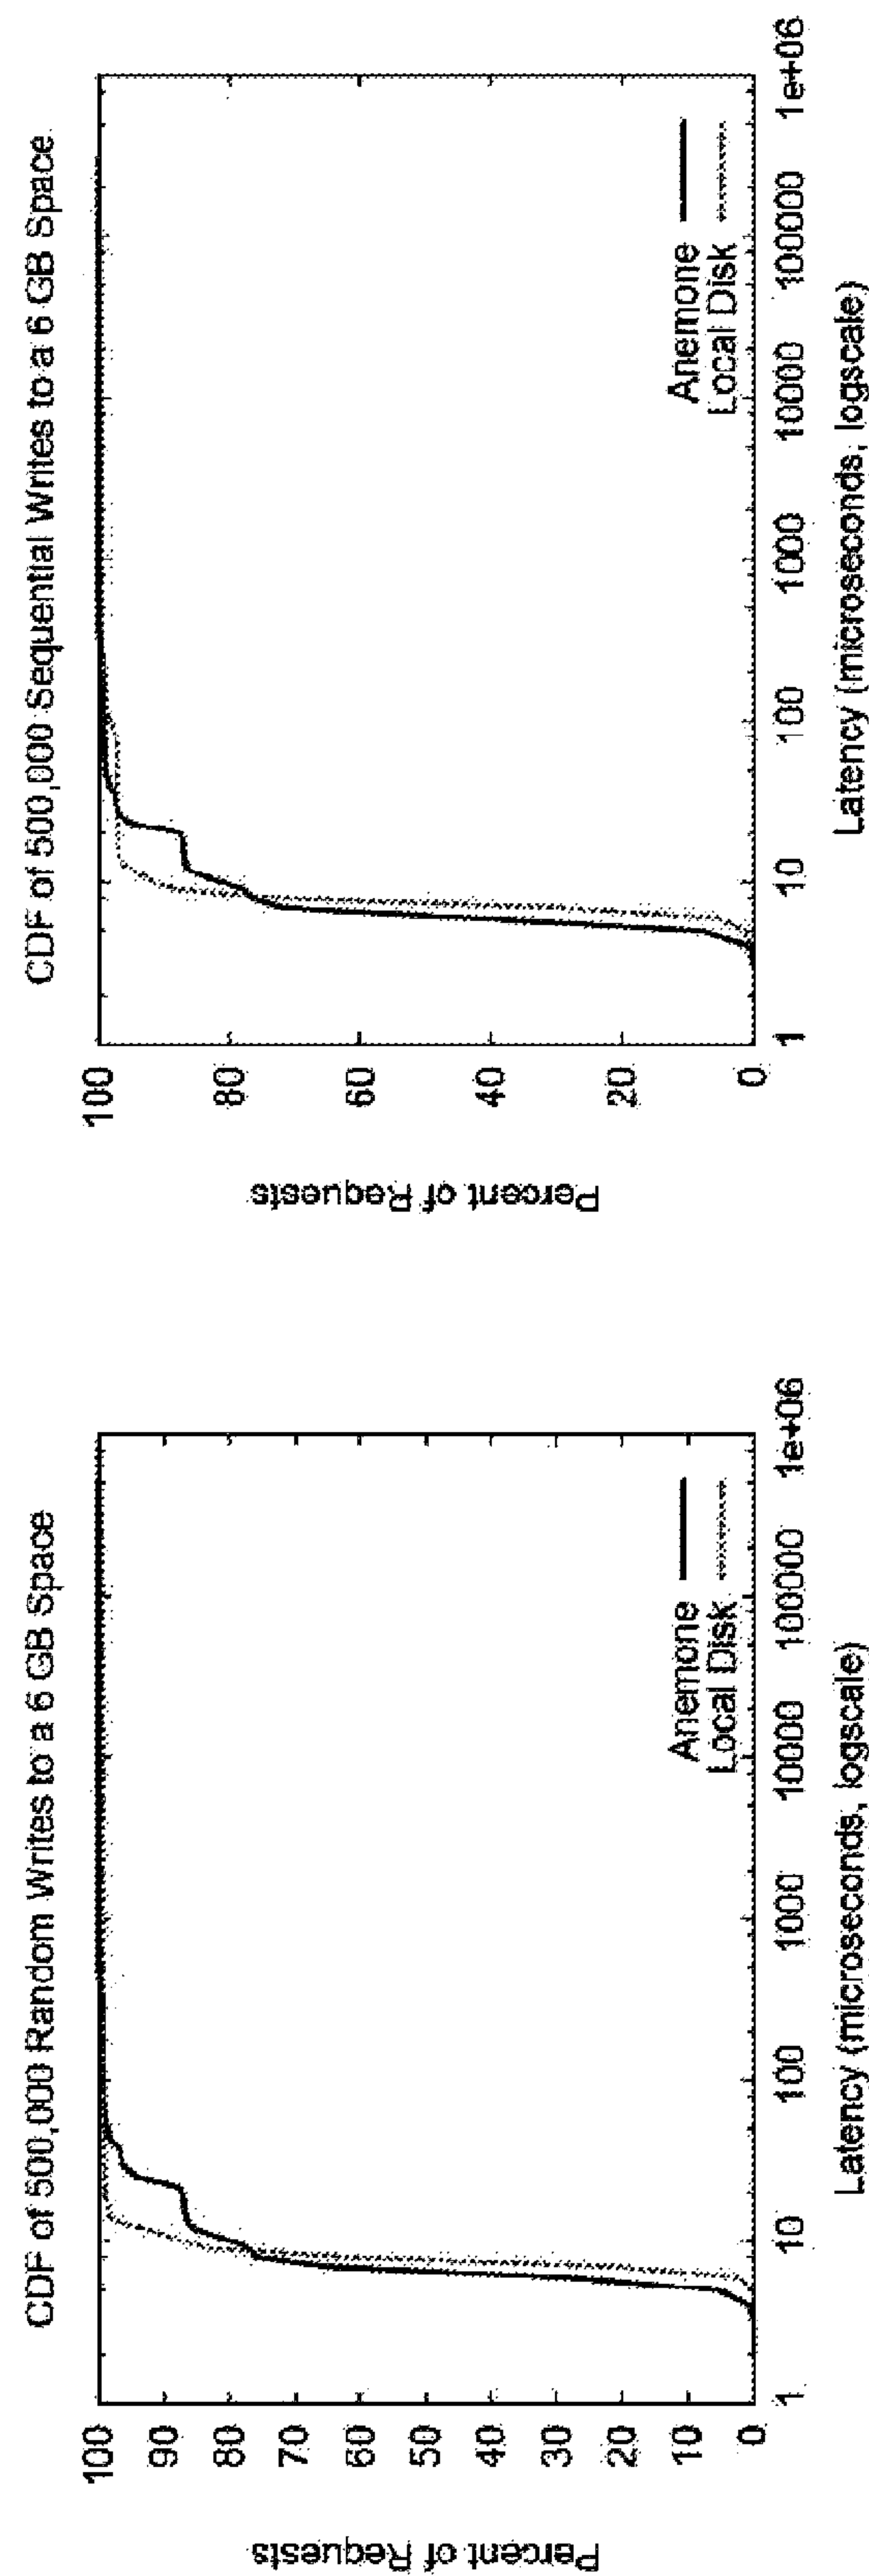 CDF of 500,000 Random Writes to a 6 GB Space
Percent of Requests
100
90
80
70
60
50
40
30
20
10
0
Anemone
Local Disk
1
10
100
1000
10000
100000
1e+06
Latency (microseconds, logscale)
CDF of 500,000 Sequential Writes to a 6 GB Space
Percent of Requests
100
80
60
40
20
0
Anemone
Local Disk
1
10
100
1000
10000
100000
1e+06
Latency (microseconds, logscale)